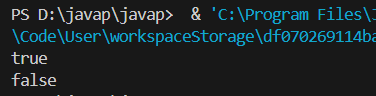 PS D:\javap\javap>  & 'C:\Program Files\
\Code\User\workspaceStorage\df070269114ba
true
false